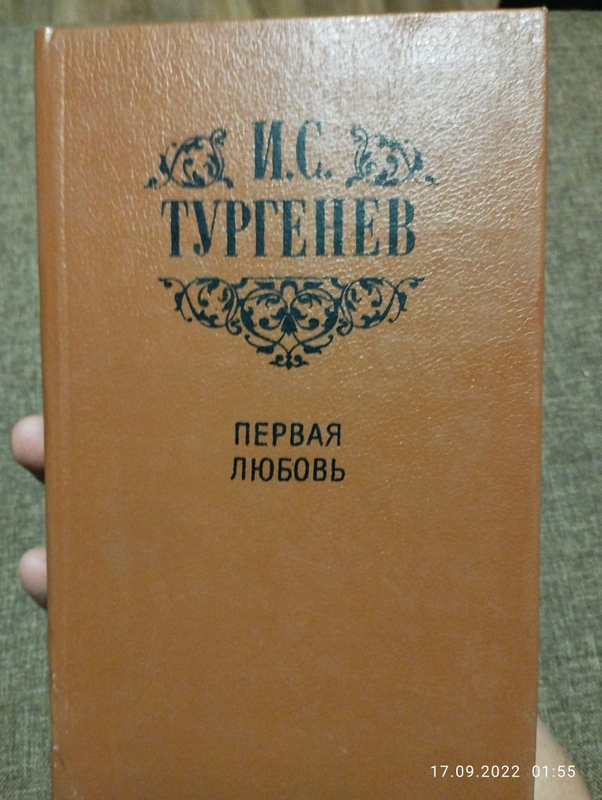 И.С.
ТУРГЕНЕВ
ПЕРВАЯ
ЛЮБОВЬ
17.09.2022 01:55